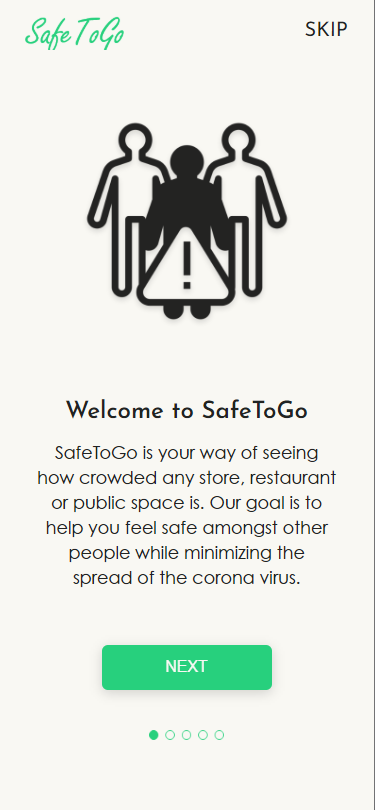 SafeToGo
SKIP
!
Welcome to SafeToGo
SafeToGo is your way of seeing
how crowded any store, restaurant
or public space is. Our goal is to
help you feel safe amongst other
people while minimizing the
spread of the corona virus.
NEXT